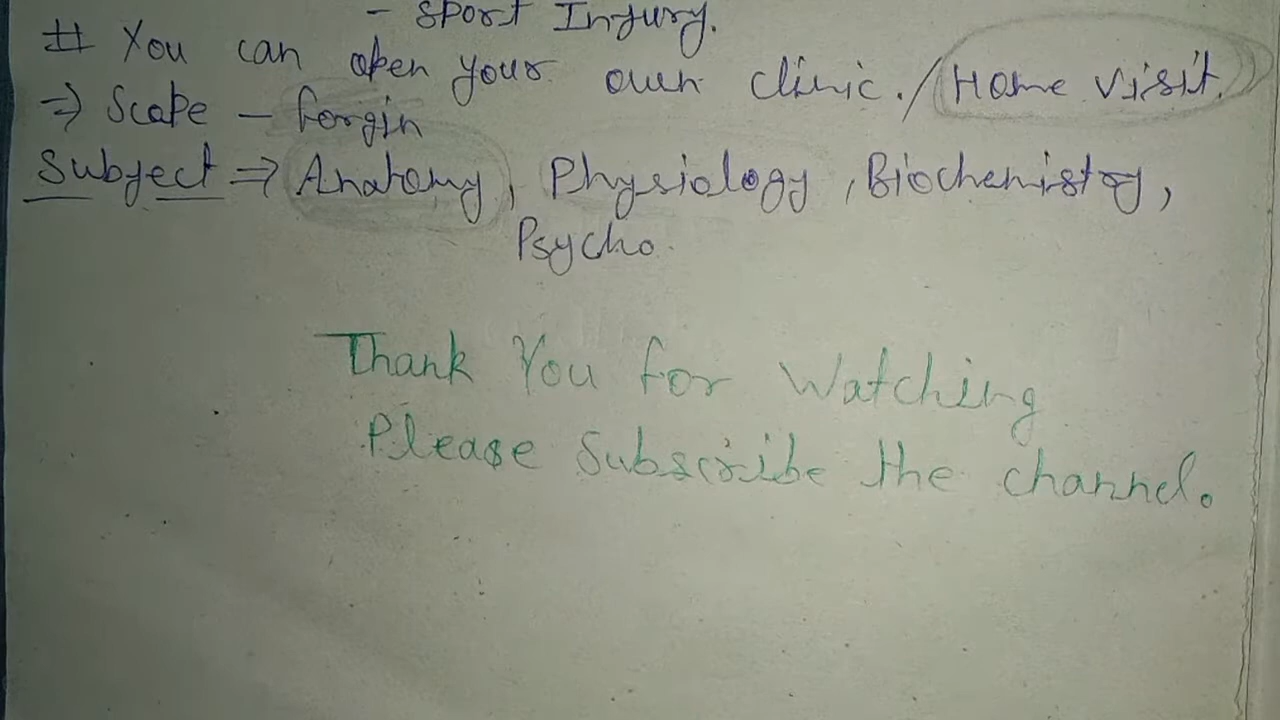 - Sport Injury.
# You can open your own clinic. / Home visit.
⇒ Scope - forgin
Subject ⇒ Anatomy, Physiology, Biochemistry,
Psycho.
Thank You for Watching
Please Subscribe the channel.